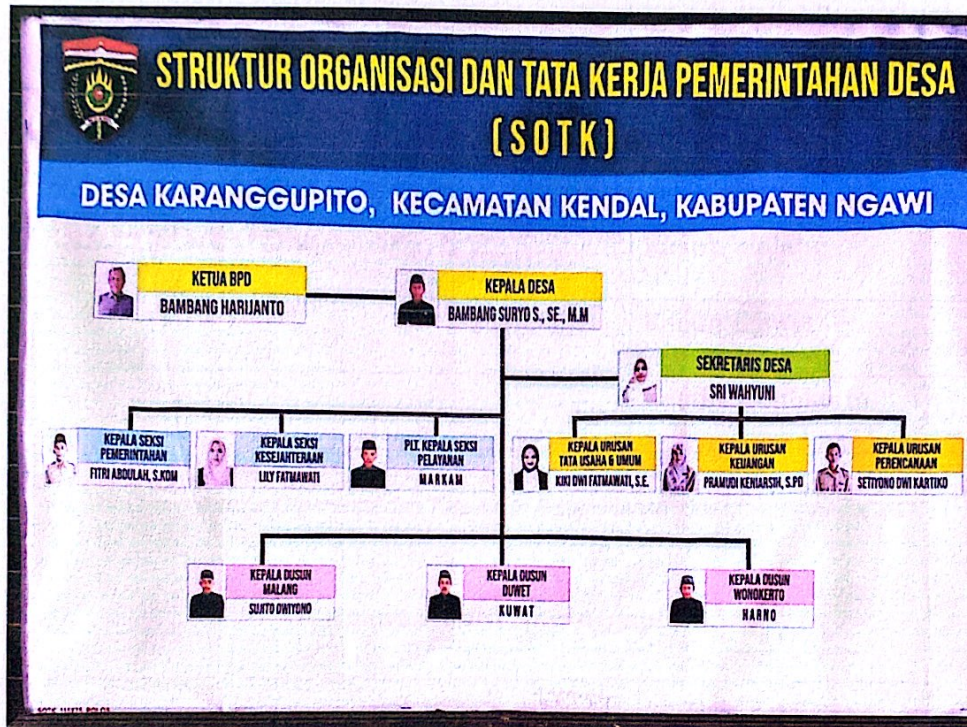 STRUKTUR ORGANISASI DAN TATA KERJA PEMERINTAHAN DESA
(SOTK)
DESA KARANGGUPITO, KECAMATAN KENDAL, KABUPATEN NGAWI
KETUA BPD
BAMBANG HARIJANTO
KEPALA DESA
BAMBANG SURYO S., SE., M.M
SEKRETARIS DESA
SRI WAHYUNI
KEPALA SEKSI
PEMERINTAHAN
FITRI ABDULAH, S.KOM
KEPALA SEKSI
KESEJAHTERAAN
LILY FATMAWATI
PLT. KEPALA SEKSI
PELAYANAN
MARKAM
KEPALA URUSAN
TATA USAHA & UMUM
KIKI DWI FATMAWATI, S.E.
KEPALA URUSAN
KEUANGAN
PRAMUDI KENIARSIH, S.PD
KEPALA URUSAN
PERENCANAAN
SETIYONO DWI KARTIKO
KEPALA DUSUN
MALANG
SUJITO DWIYONO
KEPALA DUSUN
DUWET
KUWAT
KEPALA DUSUN
WONOKERTO
HARNO